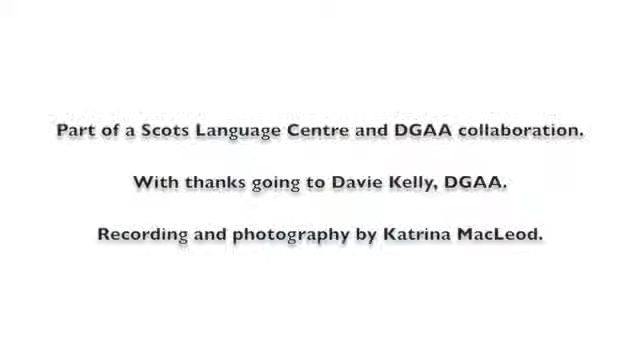 Part of a Scots Language Centre and DGAA collaboration.
With thanks going to Davie Kelly, DGAA.
Recording and photography by Katrina MacLeod.